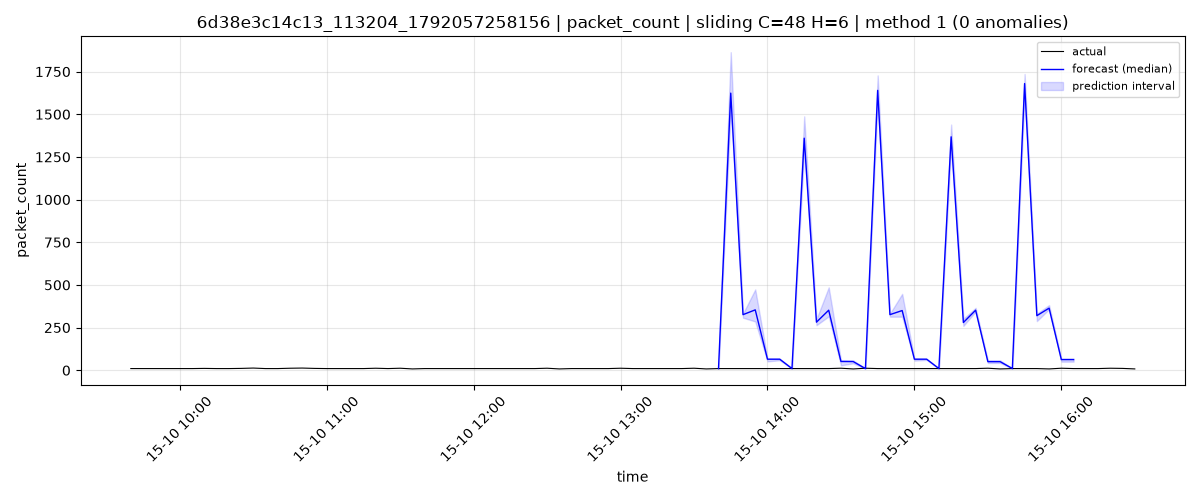 6d38e3c14c13_113204_1792057258156 | packet_count | sliding C=48 H=6 | method 1 (0 anomalies)
actual
forecast (median)
prediction interval
packet_count
1750
1500
1250
1000
750
500
250
0
15-10 10:00
15-10 11:00
15-10 12:00
15-10 13:00
15-10 14:00
15-10 15:00
15-10 16:00
time